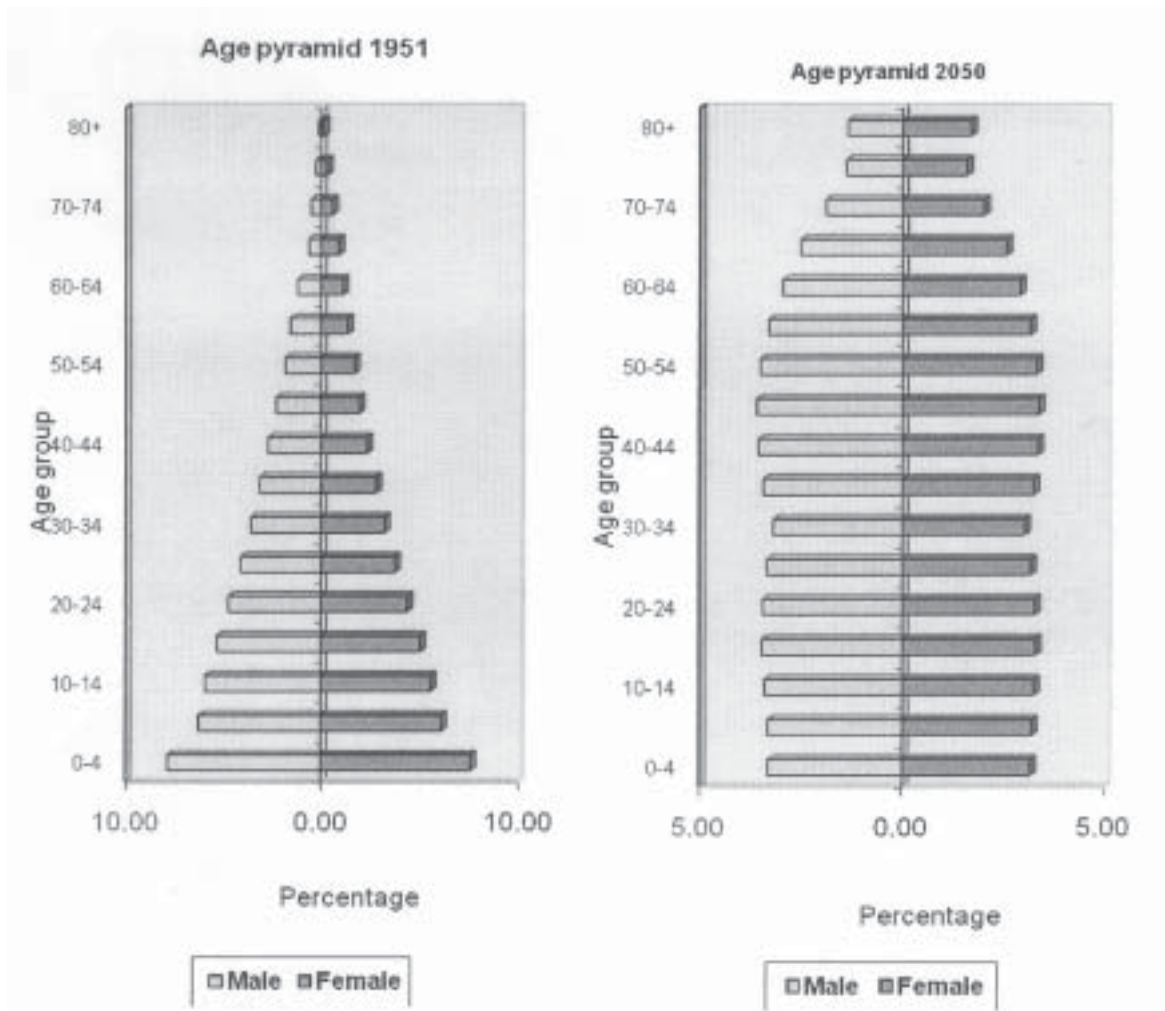 Age pyramid 1951
80+
70-74
60-64
50-54
40-44
30-34
20-24
10-14
0-4
Age group
10.00 0.00 10.00
Percentage
Male Female
Age pyramid 2050
80+
70-74
60-64
50-54
40-44
30-34
20-24
10-14
0-4
Age group
5.00 0.00 5.00
Percentage
Male Female